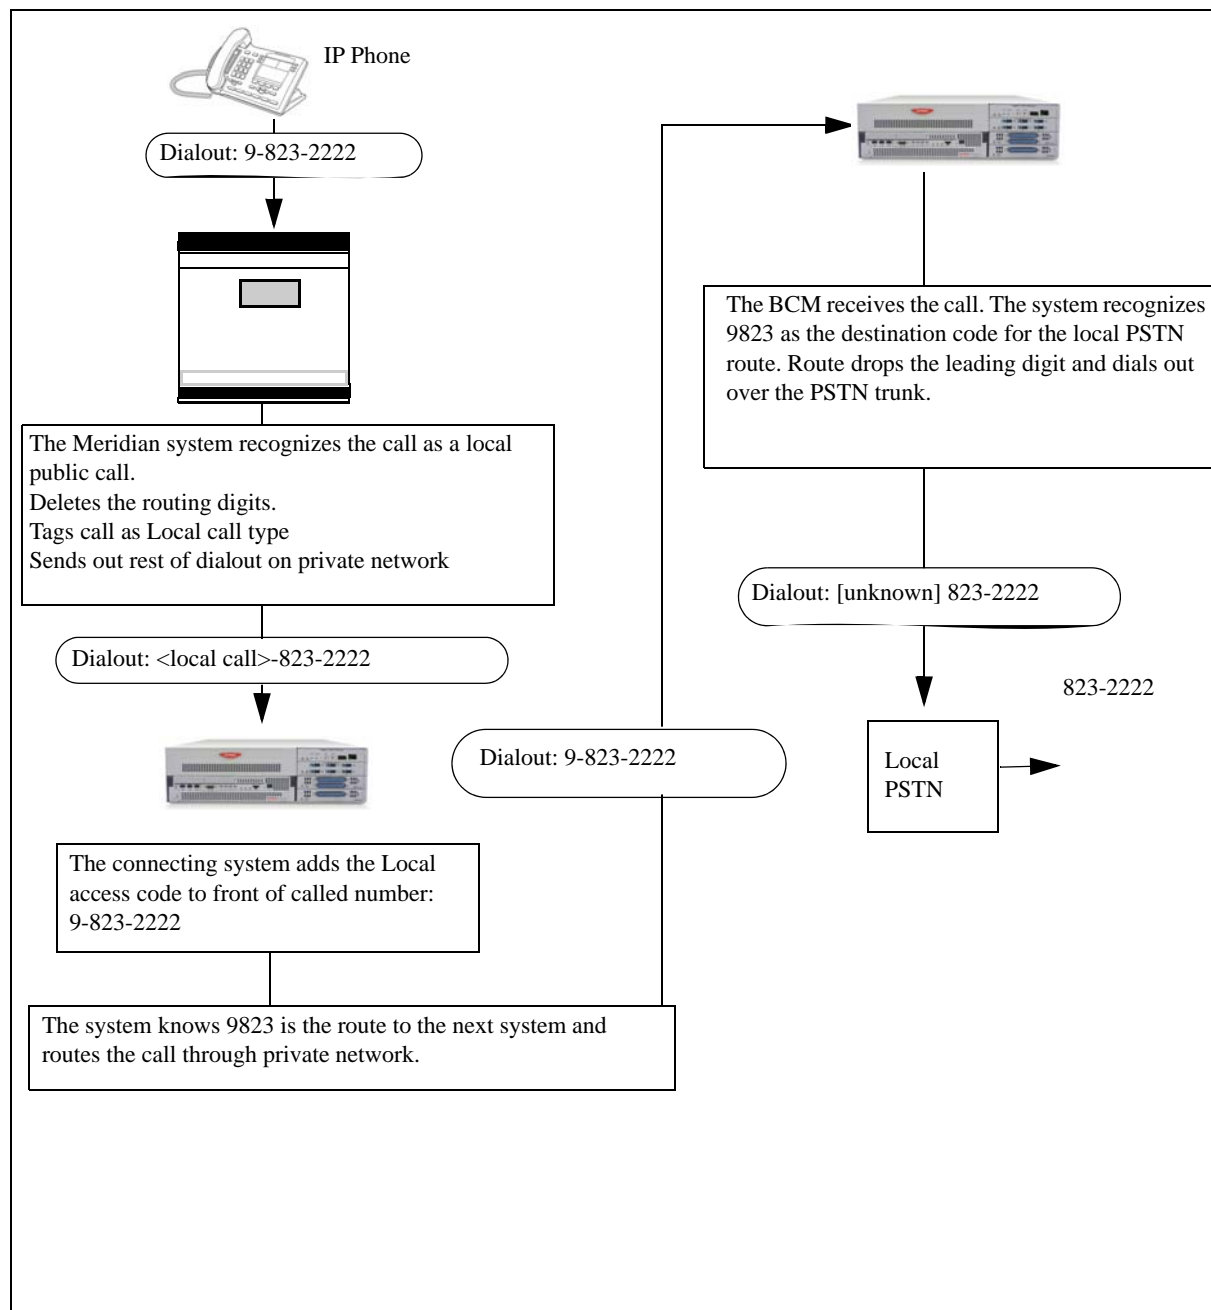 IP Phone
Dialout: 9-823-2222
The Meridian system recognizes the call as a local
public call.
Deletes the routing digits.
Tags call as Local call type
Sends out rest of dialout on private network
Dialout: <local call>-823-2222
The connecting system adds the Local
access code to front of called number:
9-823-2222
The system knows 9823 is the route to the next system and
routes the call through private network.
Dialout: 9-823-2222
The BCM receives the call. The system recognizes
9823 as the destination code for the local PSTN
route. Route drops the leading digit and dials out
over the PSTN trunk.
Dialout: [unknown] 823-2222
Local
PSTN
823-2222